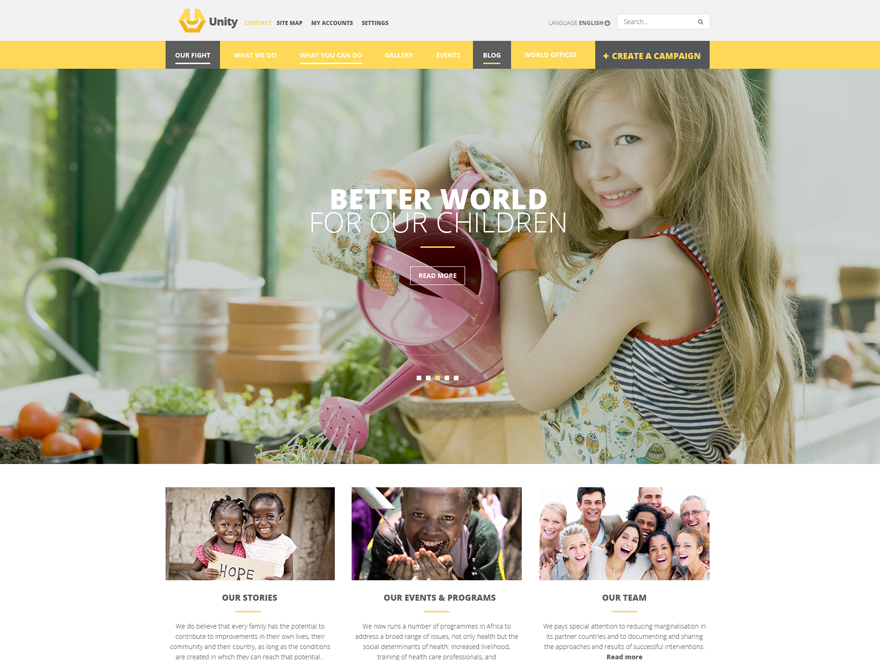 Unity
CONTACT SITE MAP MY ACCOUNTS SETTINGS
LANGUAGE ENGLISH
Search...
OUR FIGHT WHAT WE DO WHAT YOU CAN DO GALLERY EVENTS BLOG WORLD OFFICES + CREATE A CAMPAIGN
BETTER WORLD
FOR OUR CHILDREN
READ MORE
HOPE
OUR STORIES
We do believe that every family has the potential to
contribute to improvements in their own lives, their
community and their country, as long as the conditions
are created in which they can reach that potential...
OUR EVENTS & PROGRAMS
We now runs a number of programmes in Africa to
address a broad range of issues, not only health but the
social determinants of health: increased livelihood,
training of health care professionals, and
OUR TEAM
We pays special attention to reducing marginalisation in
its partner countries and to documenting and sharing
the approaches and results of successful interventions.
Read more